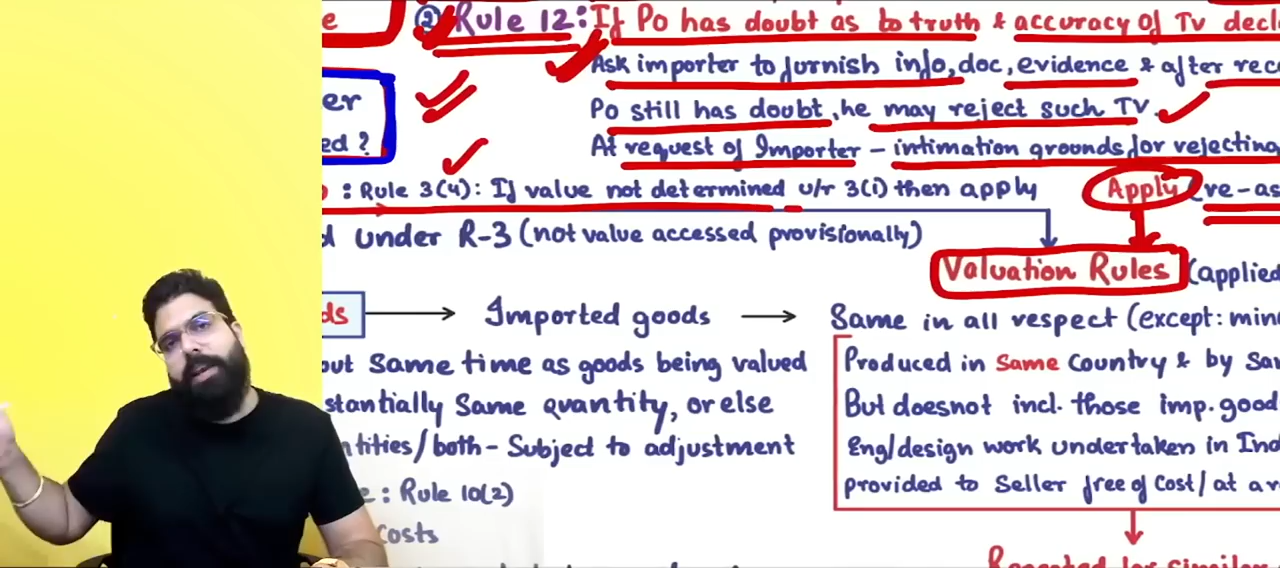 ② Rule 12: If Po has doubt as to truth & accuracy of TV decl
Ask importer to furnish info, doc, evidence & after rec
Po still has doubt, he may reject such TV.
At request of Importer – intimation grounds for rejecting
er
ed?
: Rule 3(4): If value not determined u/r 3(i) then apply
Apply (ve-as
d under R-3 (not value accessed provisionally)
Valuation Rules (applied
ds → Imported goods → Same in all respect (except: min
out Same time as goods being valued
stantially Same quantity, or else
ntities/both – Subject to adjustment
e: Rule 10(2)
costs
Produced in Same Country & by Sa
But doesnot incl. those imp. good
Eng/design work undertaken in Ind
provided to Seller free of cost/ at a